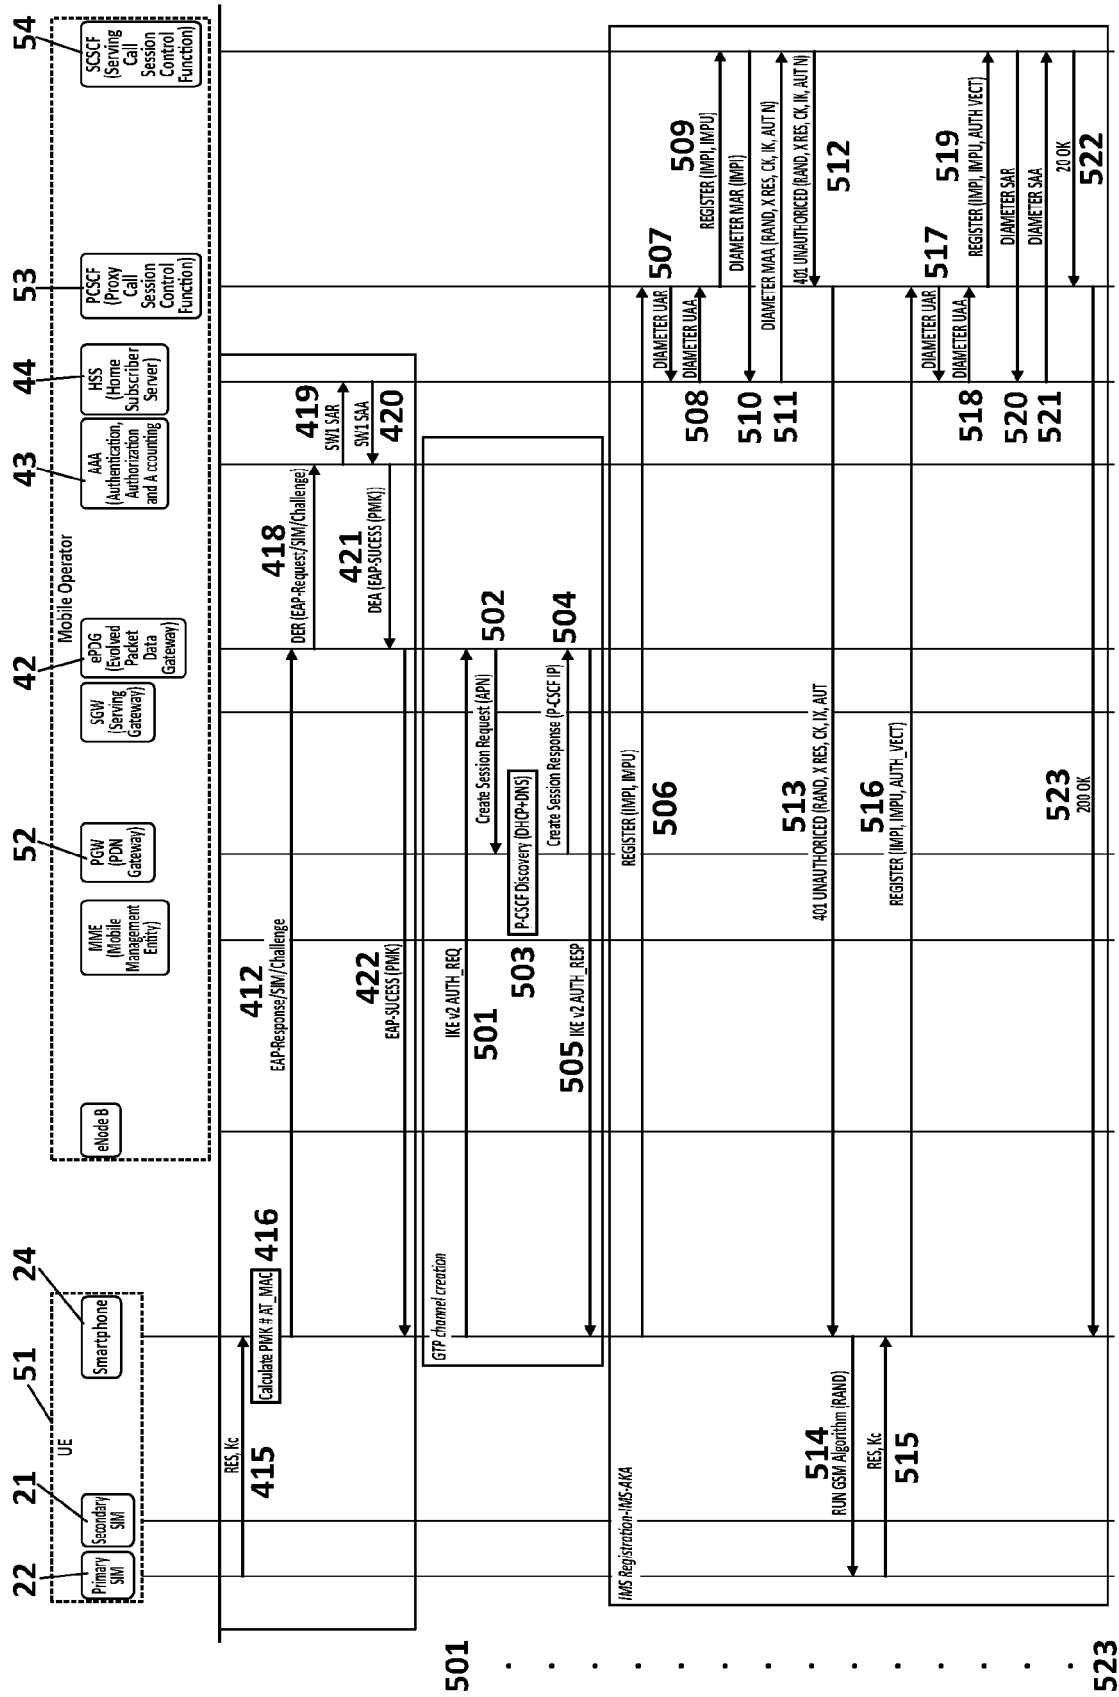 22
21
51
24
52
42
43
44
53
54
UE
Mobile Operator
Primary
SIM
Secondary
SIM
Smartphone
eNode B
MME
(Mobile
Management
Entity)
PGW
(PDN
Gateway)
SGW
(Serving
Gateway)
ePDG
(Evolved
Packet
Data
Gateway)
AAA
(Authentication,
Authorization
and A ccounting
HSS
(Home
Subscriber
Server)
PCSCF
(Proxy
Call
Session
Control
Function)
SCSCF
(Serving
Call
Session
Control
Function)
RES, Kc
415
Calculate PMK # AT_MAC
416
412
EAP-Response/SIM/Challenge
418
DER (EAP-Request/SIM/Challenge)
419
SW1 SAR
SW1 SAA
420
421
DEA (EAP-SUCESS (PMK))
422
EAP-SUCESS (PMK)
GTP channel creation
IKE v2 AUTH_REQ
501
502
Create Session Request (APN)
P-CSCF Discovery (DHCP+DNS)
503
Create Session Response (P-CSCF IP)
504
505
IKE v2 AUTH_RESP
IMS Registration-IMS-AKA
REGISTER (IMPI, IMPU)
506
507
DIAMETER UAR
DIAMETER UAA
508
509
REGISTER (IMPI, IMPU)
DIAMETER MAR (IMPI)
510
DIAMETER MAA (RAND, X RES, CK, IK, AUT N)
511
401 UNAUTHORICED (RAND, X RES, CK, IK, AUT N)
512
513
401 UNAUTHORICED (RAND, X RES, CK, IX, AUT
514
RUN GSM Algorithm (RAND)
RES, Kc
515
516
REGISTER (IMPI, IMPU, AUTH_VECT)
517
DIAMETER UAR
DIAMETER UAA
518
519
REGISTER (IMPI, IMPU, AUTH VECT)
DIAMETER SAR
520
DIAMETER SAA
521
20 OK
522
523
200 OK
501
. . . . . . . . . . .
523